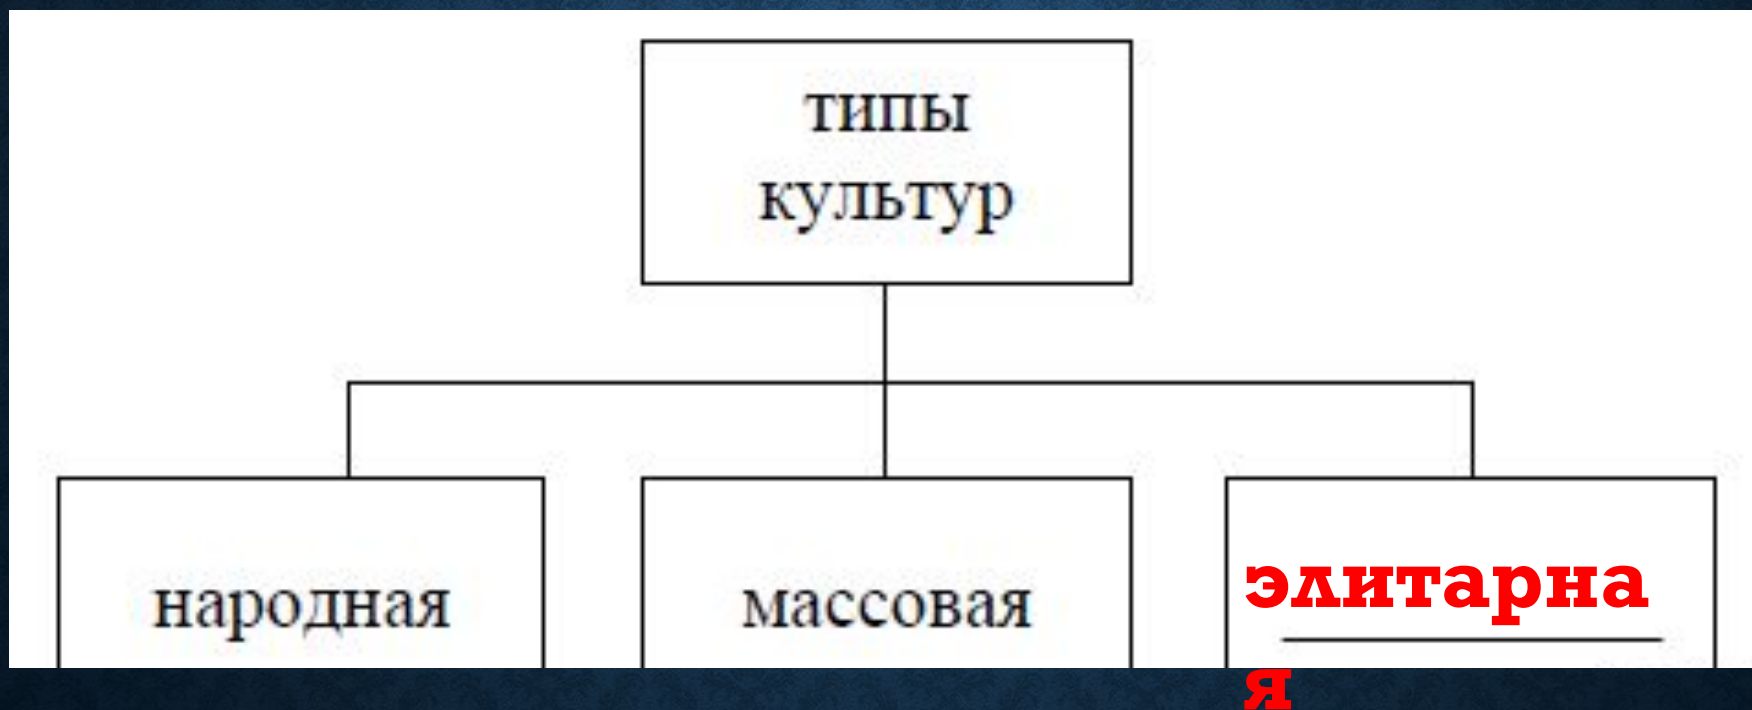 типы
культур
народная
массовая
элитарна
я